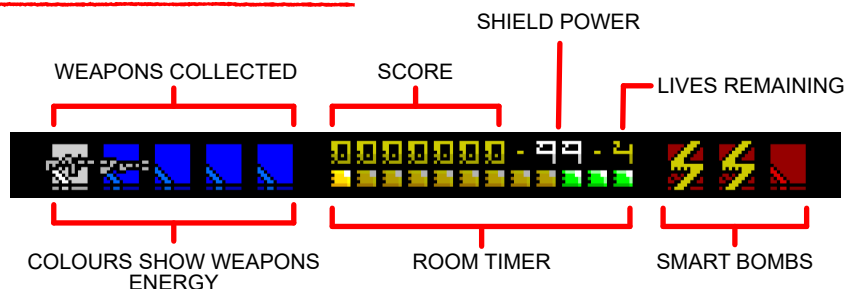 SHIELD POWER
WEAPONS COLLECTED
SCORE
LIVES REMAINING
0000000-99-4
COLOURS SHOW WEAPONS
ENERGY
ROOM TIMER
SMART BOMBS